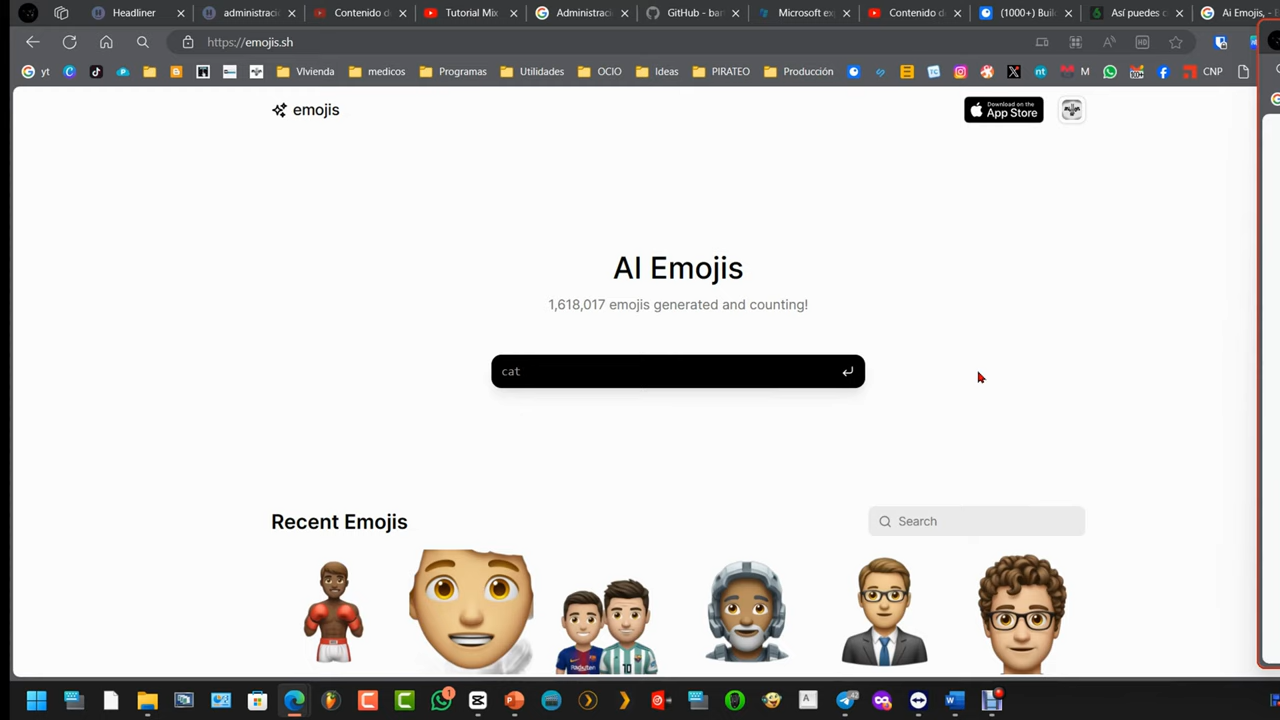 Headliner
administraci
Contenido d
Tutorial Mix
Administraci
GitHub - bar
Microsoft ex
Contenido d
(1000+) Buil
Así puedes c
Ai Emojis, -
https://emojis.sh
yt
VIvienda
medicos
Programas
Utilidades
OCIO
Ideas
PIRATEO
Producción
M
CNP
emojis
Download on the
App Store
AI Emojis
1,618,017 emojis generated and counting!
cat
Recent Emojis
Search